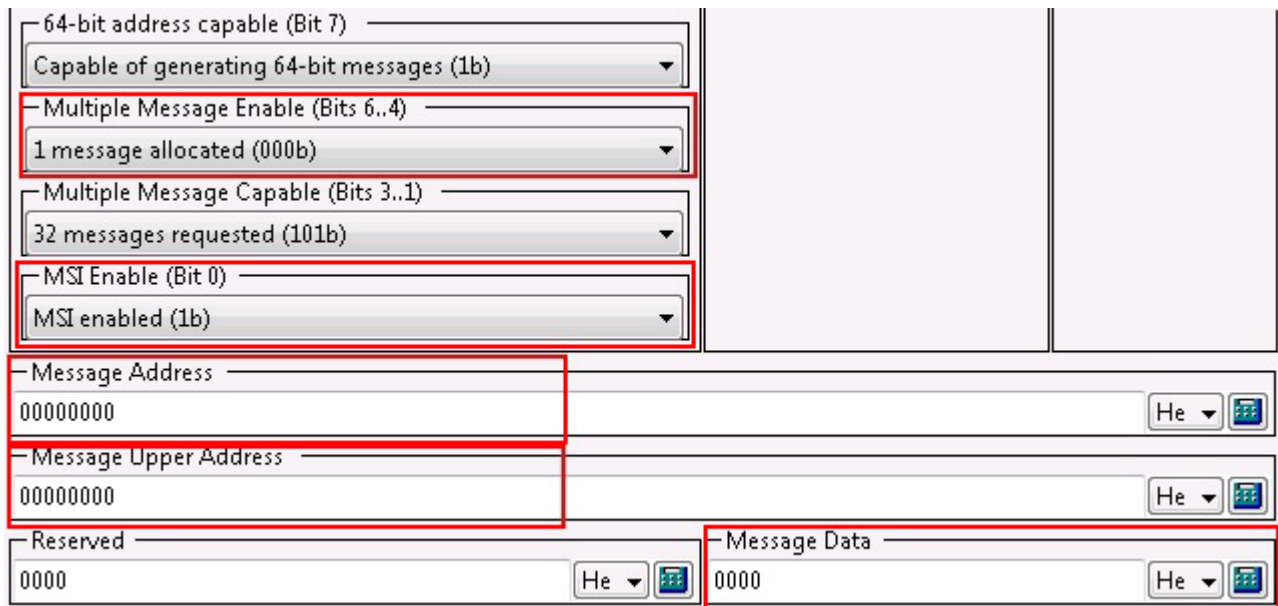 64-bit address capable (Bit 7)
Capable of generating 64-bit messages (1b)
Multiple Message Enable (Bits 6..4)
1 message allocated (000b)
Multiple Message Capable (Bits 3..1)
32 messages requested (101b)
MSI Enable (Bit 0)
MSI enabled (1b)
Message Address
00000000 He
Message Upper Address
00000000 He
Reserved Message Data
0000 He 0000 He